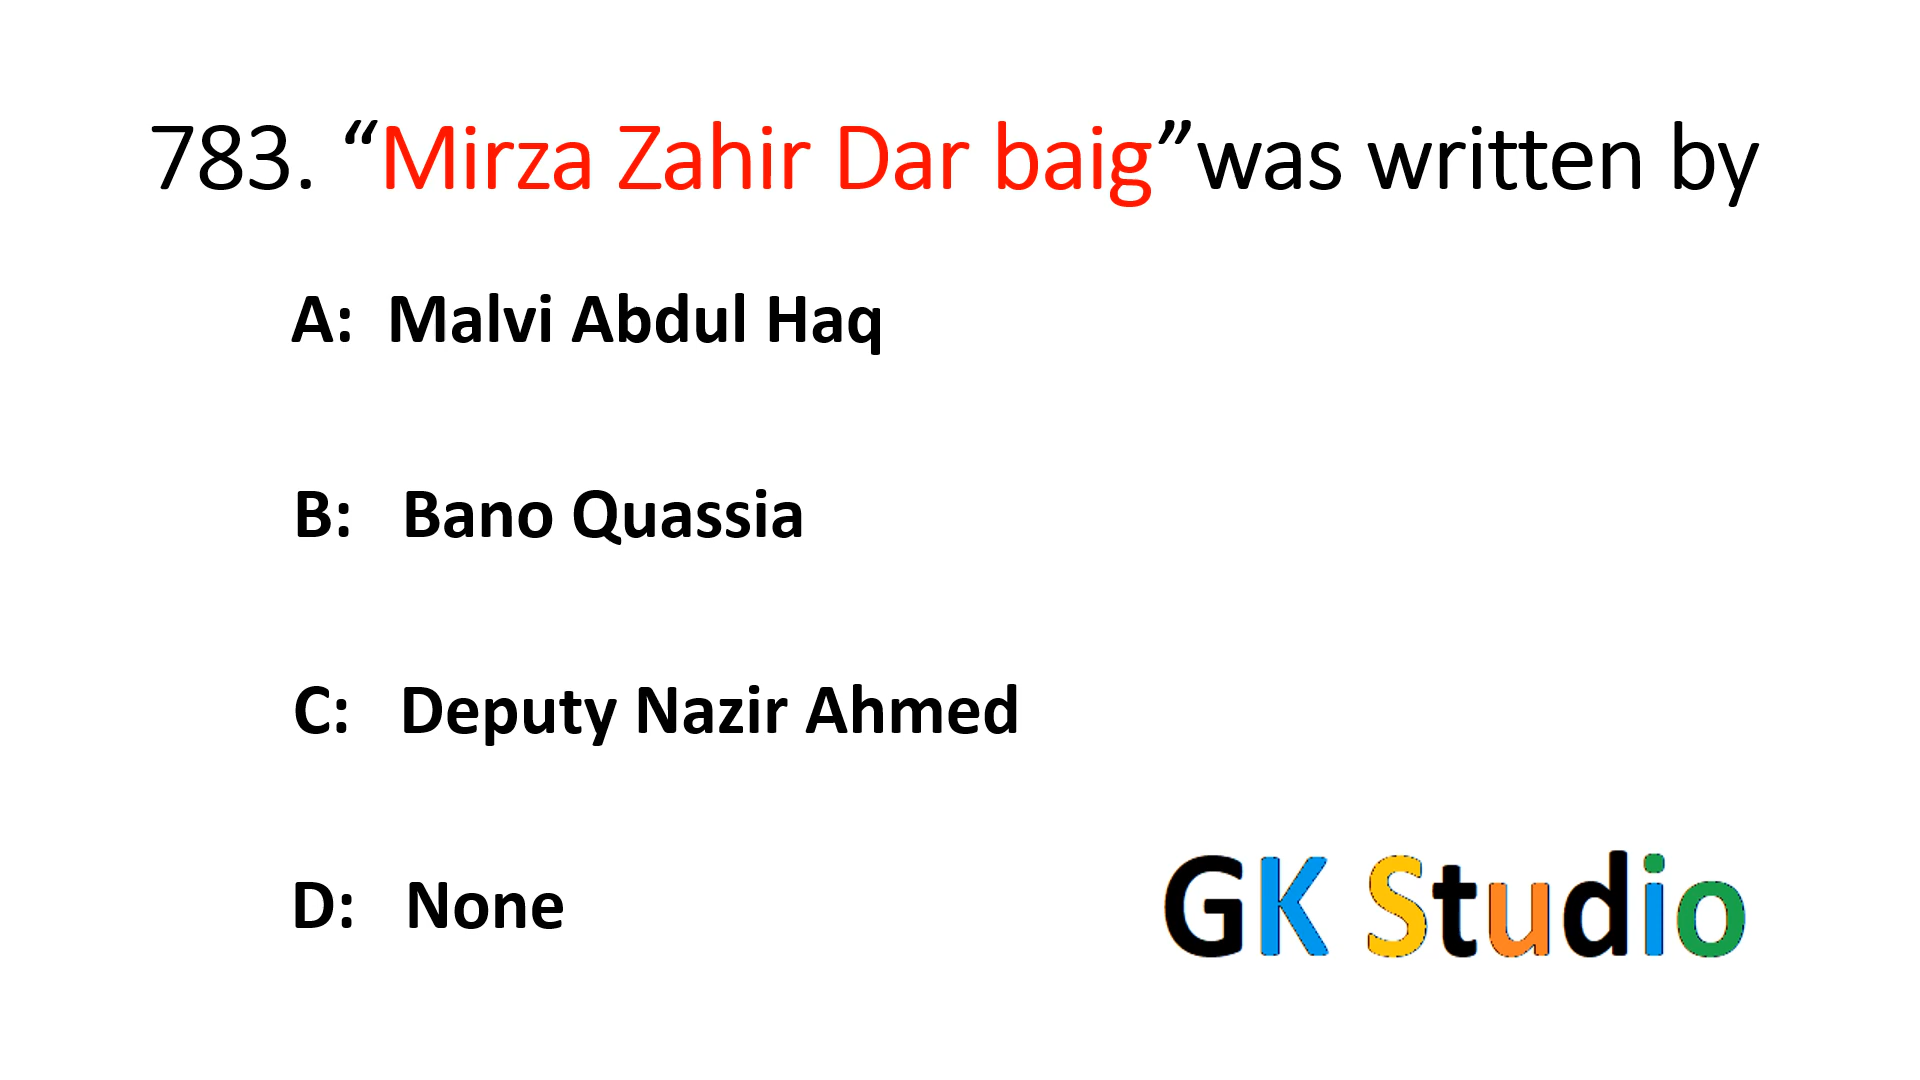 783. “Mirza Zahir Dar baig”was written by
A: Malvi Abdul Haq
B: Bano Quassia
C: Deputy Nazir Ahmed
D: None
GK Studio